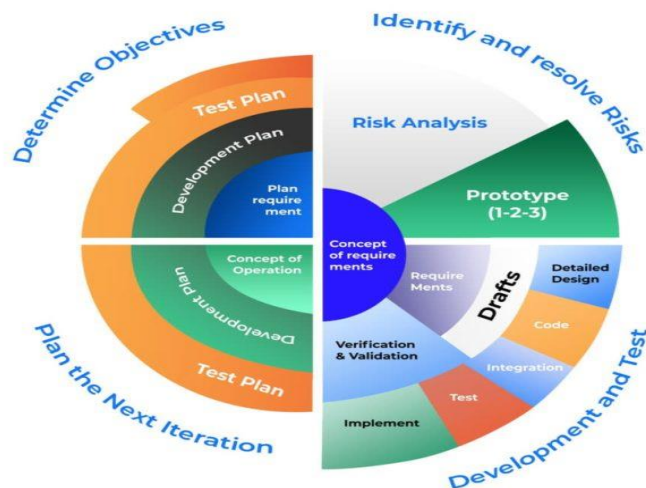 Determine Objectives
Identify and resolve Risks
Test Plan
Development Plan
Plan
require
ment
Risk Analysis
Prototype
(1-2-3)
Concept of
Operation
Development Plan
Test Plan
Concept
of require
ments
Require
Ments
Drafts
Detailed
Design
Code
Integration
Verification
& Validation
Test
Implement
Plan the Next Iteration
Development and Test